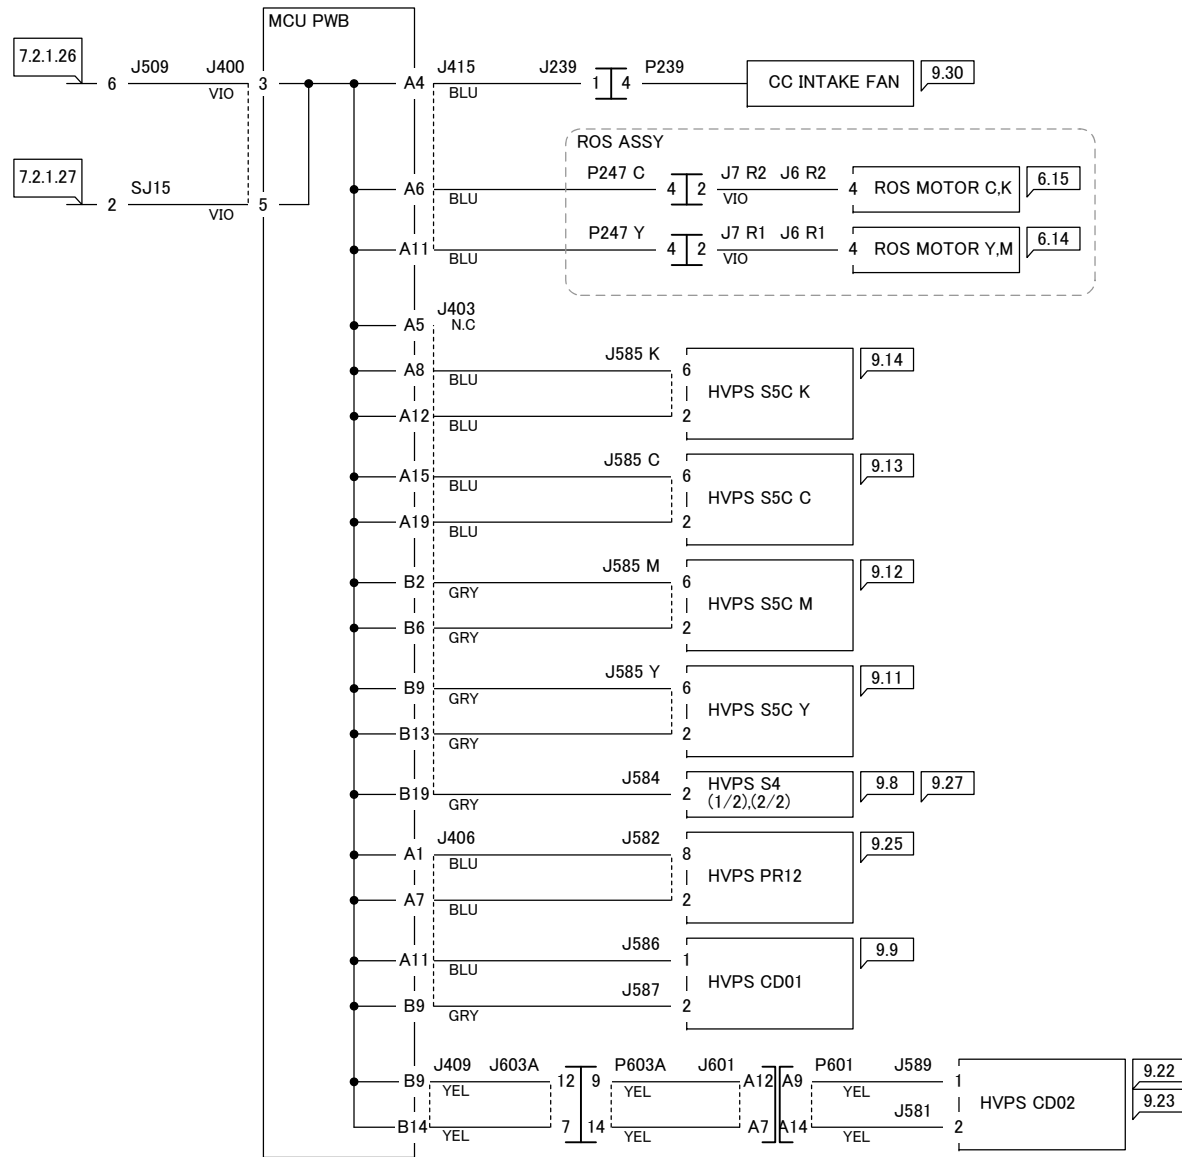 MCU PWB
7.2.1.26
6 J509 J400 3 A4 J415 J239 1 4 P239 CC INTAKE FAN 9.30
VIO BLU
ROS ASSY
7.2.1.27
2 SJ15 5 A6 P247 C 4 2 J7 R2 J6 R2 4 ROS MOTOR C,K 6.15
VIO BLU VIO
A11 P247 Y 4 2 J7 R1 J6 R1 4 ROS MOTOR Y,M 6.14
BLU VIO
A5 J403
N.C
A8 J585 K 6 HVPS S5C K 9.14
BLU
A12 2
BLU
A15 J585 C 6 HVPS S5C C 9.13
BLU
A19 2
BLU
B2 J585 M 6 HVPS S5C M 9.12
GRY
B6 2
GRY
B9 J585 Y 6 HVPS S5C Y 9.11
GRY
B13 2
GRY
B19 J584 2 HVPS S4 9.8 9.27
GRY (1/2),(2/2)
A1 J406 J582 8 HVPS PR12 9.25
BLU
A7 2
BLU
A11 J586 1 HVPS CD01 9.9
BLU
B9 J587 2
GRY
B9 J409 J603A 12 9 P603A J601 A12 A9 P601 J589 1 HVPS CD02 9.22
YEL YEL YEL 9.23
B14 7 14 A7 A14 J581 2
YEL YEL YEL